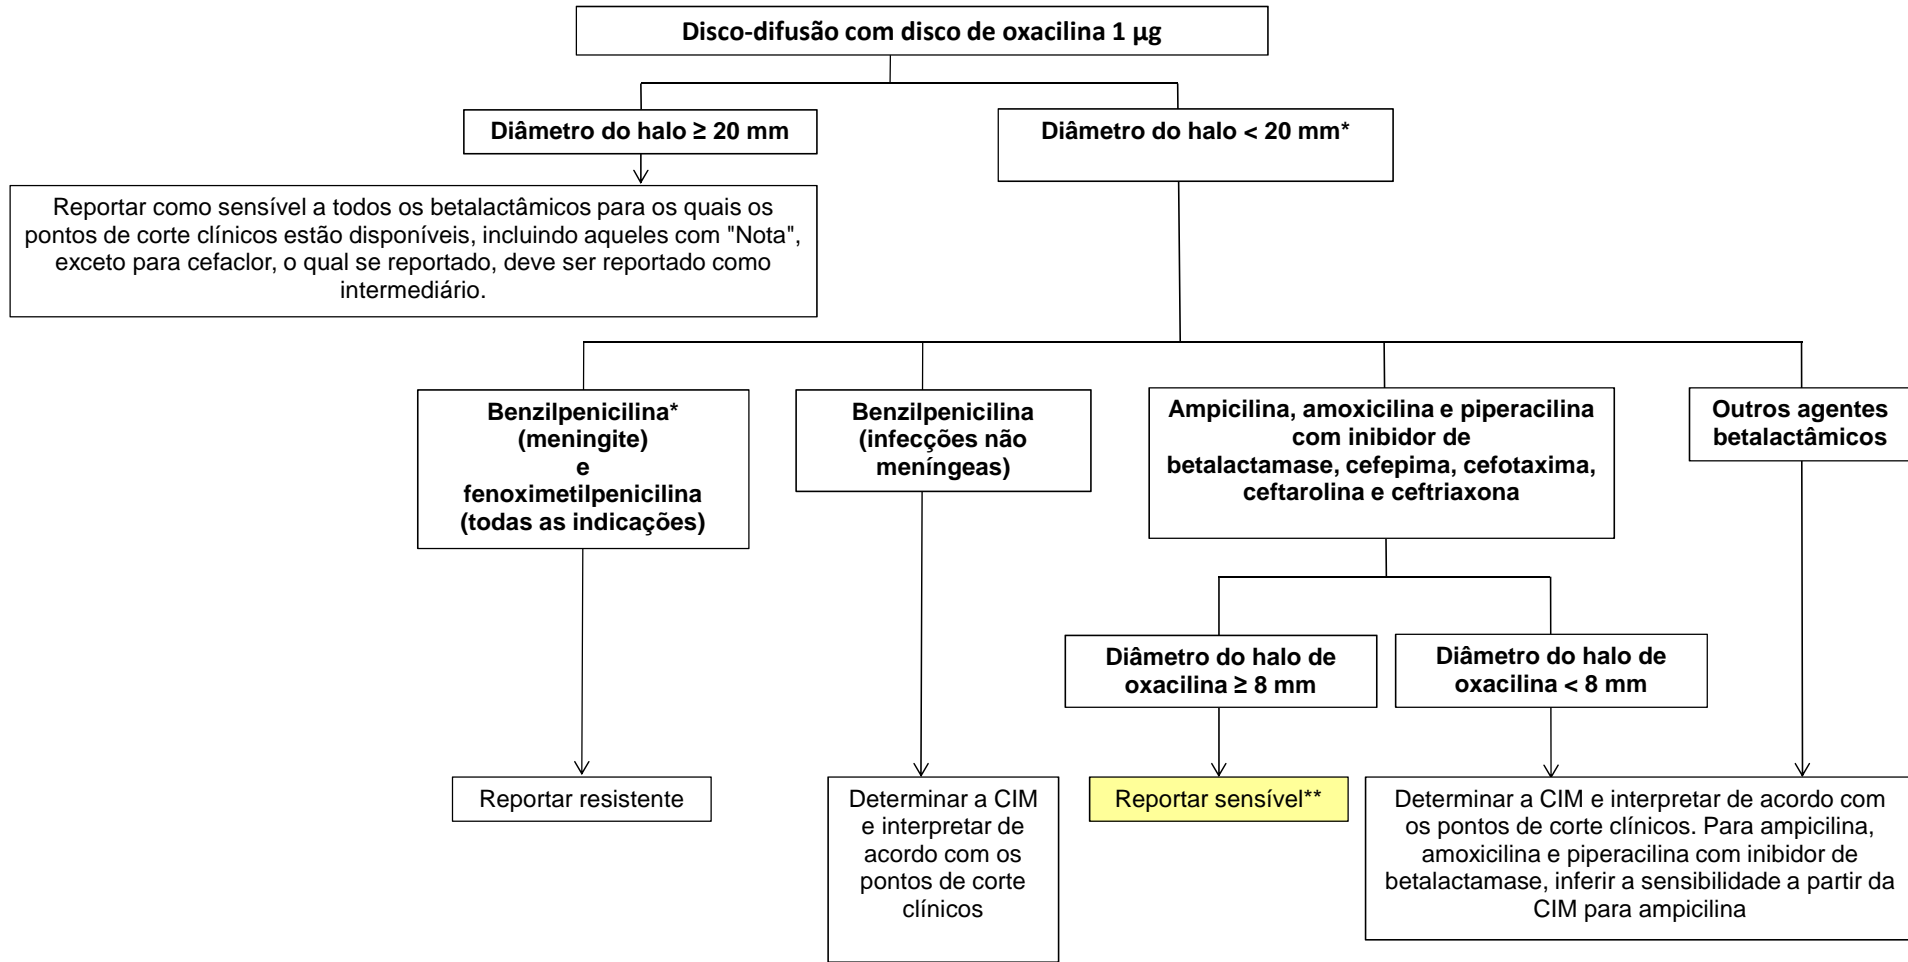 Disco-difusão com disco de oxacilina 1 µg
Diâmetro do halo ≥ 20 mm
Diâmetro do halo < 20 mm*
Reportar como sensível a todos os betalactâmicos para os quais os
pontos de corte clínicos estão disponíveis, incluindo aqueles com "Nota",
exceto para cefaclor, o qual se reportado, deve ser reportado como
intermediário.
Benzilpenicilina*
(meningite)
e
fenoximetilpenicilina
(todas as indicações)
Benzilpenicilina
(infecções não
meníngeas)
Ampicilina, amoxicilina e piperacilina
com inibidor de
betalactamase, cefepima, cefotaxima,
ceftarolina e ceftriaxona
Outros agentes
betalactâmicos
Diâmetro do halo de
oxacilina ≥ 8 mm
Diâmetro do halo de
oxacilina < 8 mm
Reportar resistente
Determinar a CIM
e interpretar de
acordo com os
pontos de corte
clínicos
Reportar sensível**
Determinar a CIM e interpretar de acordo com
os pontos de corte clínicos. Para ampicilina,
amoxicilina e piperacilina com inibidor de
betalactamase, inferir a sensibilidade a partir da
CIM para ampicilina